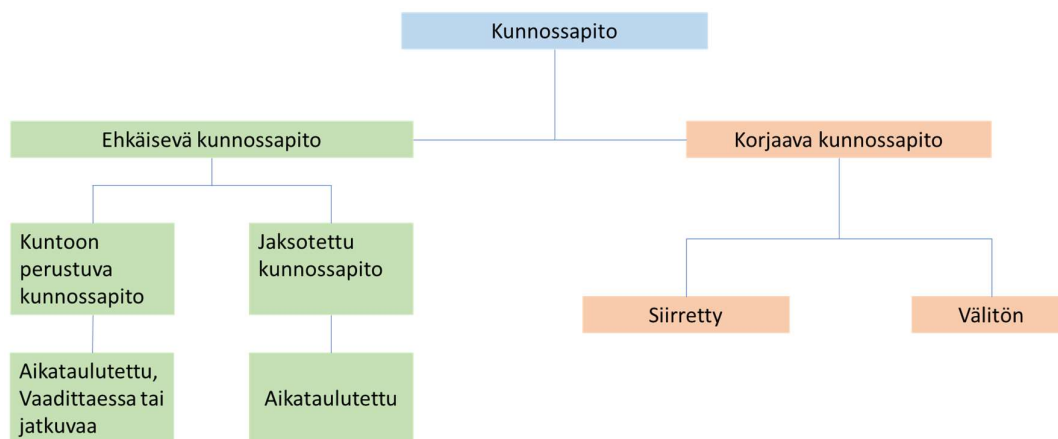 Kunnossapito
Ehkäisevä kunnossapito
Korjaava kunnossapito
Kuntoon
perustuva
kunnossapito
Jaksotettu
kunnossapito
Siirretty
Välitön
Aikataulutettu,
Vaadittaessa tai
jatkuvaa
Aikataulutettu